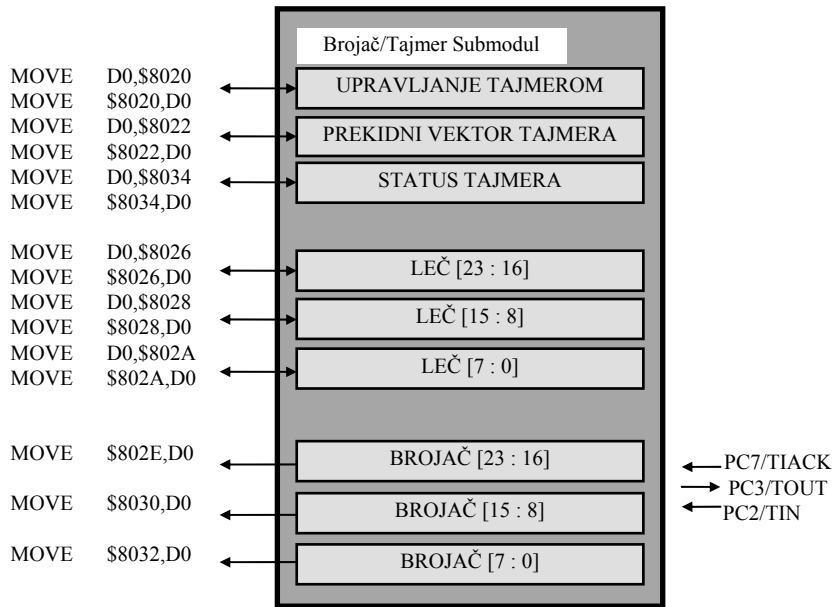 Brojač/Tajmer Submodul
MOVE D0,$8020
MOVE $8020,D0
UPRAVLJANJE TAJMEROM
MOVE D0,$8022
MOVE $8022,D0
PREKIDNI VEKTOR TAJMERA
MOVE D0,$8034
MOVE $8034,D0
STATUS TAJMERA
MOVE D0,$8026
MOVE $8026,D0
LEČ [23 : 16]
MOVE D0,$8028
MOVE $8028,D0
LEČ [15 : 8]
MOVE D0,$802A
MOVE $802A,D0
LEČ [7 : 0]
MOVE $802E,D0
BROJAČ [23 : 16]
PC7/TIACK
PC3/TOUT
MOVE $8030,D0
BROJAČ [15 : 8]
PC2/TIN
MOVE $8032,D0
BROJAČ [7 : 0]